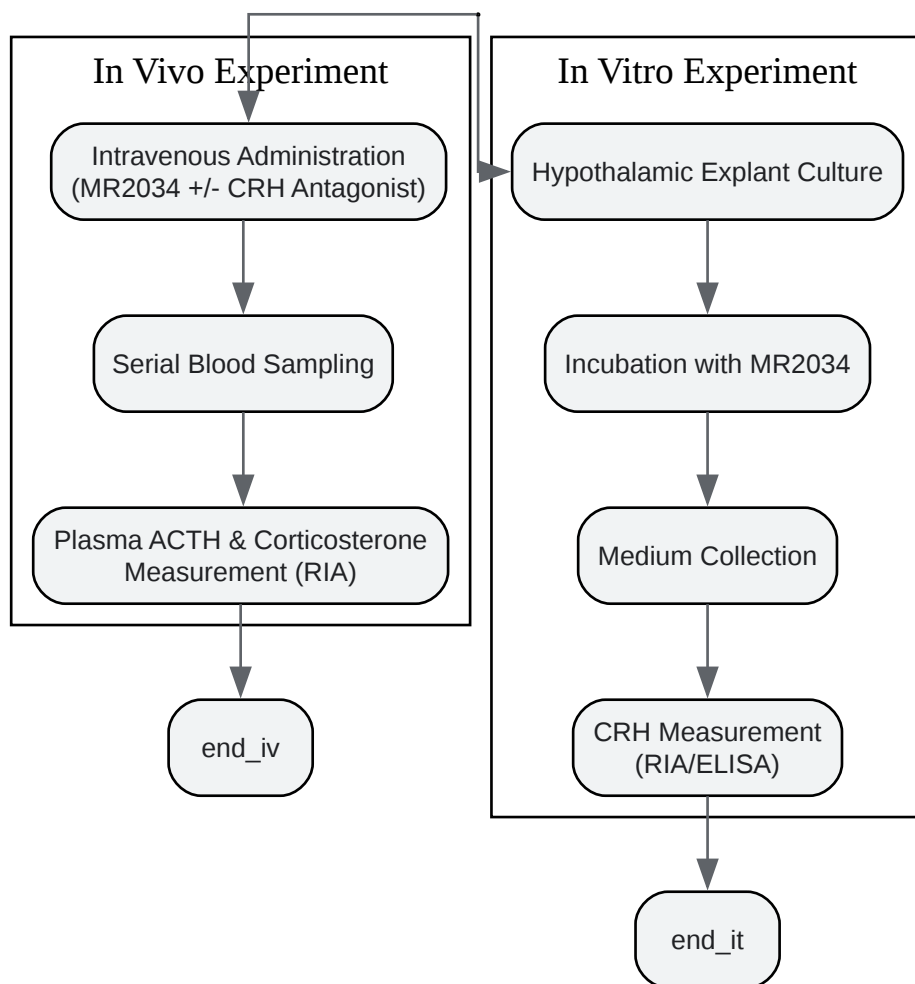 In Vivo Experiment
Intravenous Administration
(MR2034 +/- CRH Antagonist)
Serial Blood Sampling
Plasma ACTH & Corticosterone
Measurement (RIA)
end_iv
In Vitro Experiment
Hypothalamic Explant Culture
Incubation with MR2034
Medium Collection
CRH Measurement
(RIA/ELISA)
end_it